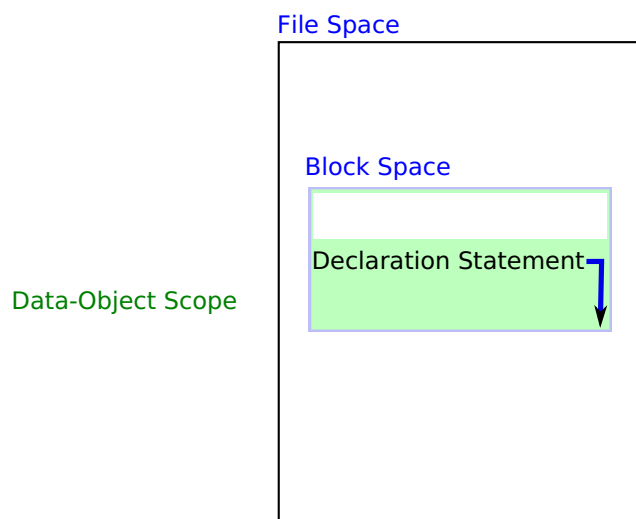 File Space
Block Space
Declaration Statement
Data-Object Scope